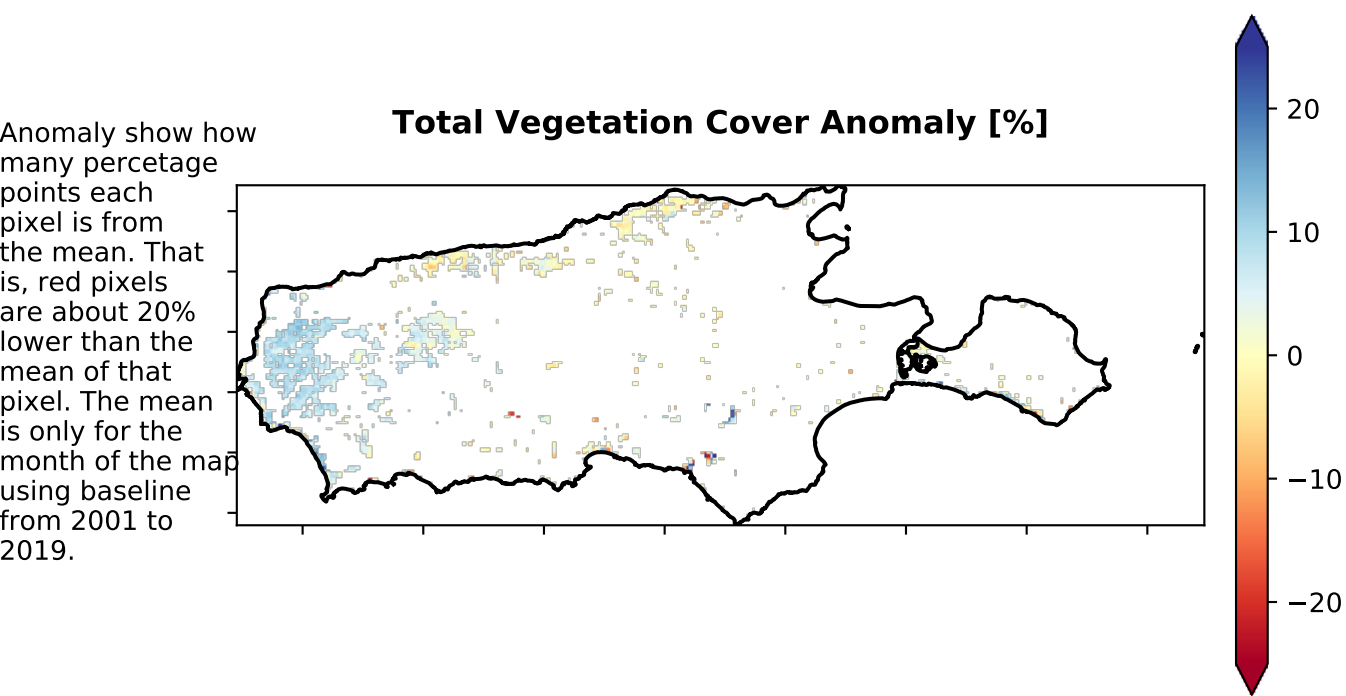 Total Vegetation Cover Anomaly [%]
Anomaly show how
many percetage
points each
pixel is from
the mean. That
is, red pixels
are about 20%
lower than the
mean of that
pixel. The mean
is only for the
month of the map
using baseline
from 2001 to
2019.
20
10
0
−10
−20